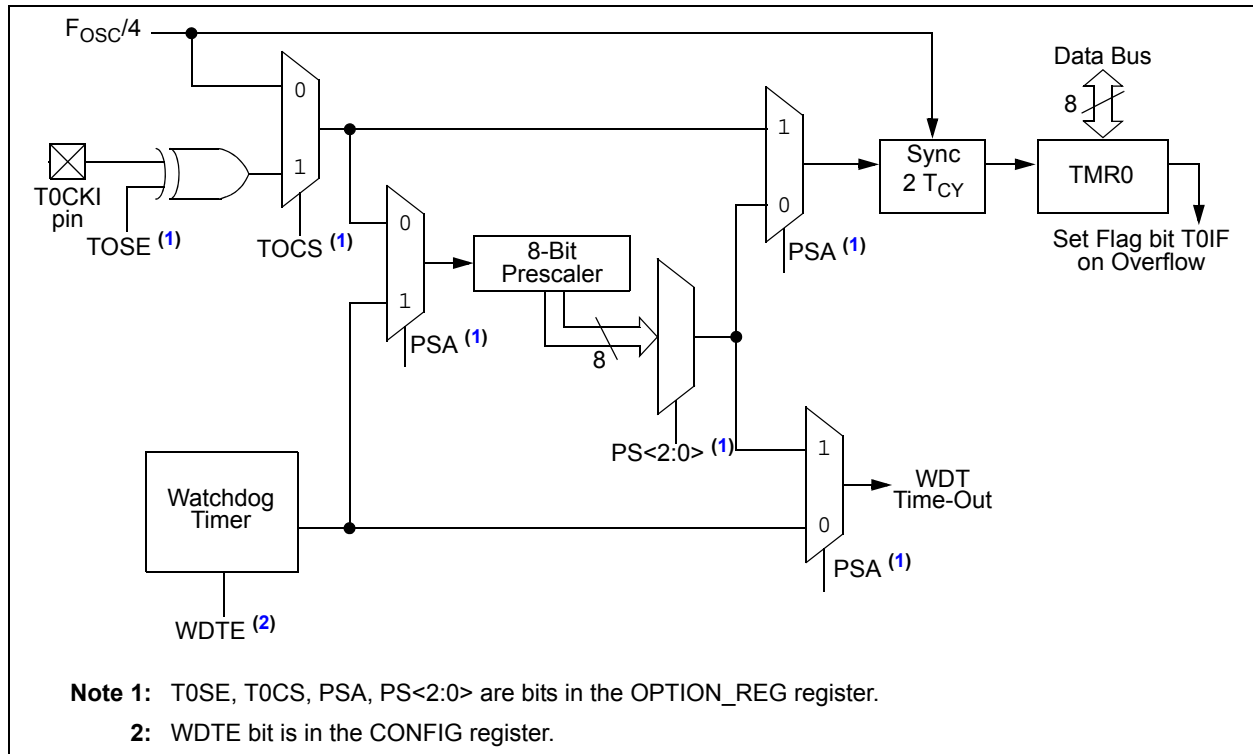 FOSC/4
Data Bus
8
0
1
T0CKI
pin
TOSE (1)
TOCS (1)
0
1
PSA (1)
8-Bit
Prescaler
8
PS<2:0> (1)
1
0
PSA (1)
Sync
2 TCY
TMR0
Set Flag bit T0IF
on Overflow
Watchdog
Timer
WDTE (2)
1
0
PSA (1)
WDT
Time-Out
Note 1: T0SE, T0CS, PSA, PS<2:0> are bits in the OPTION_REG register.
2: WDTE bit is in the CONFIG register.